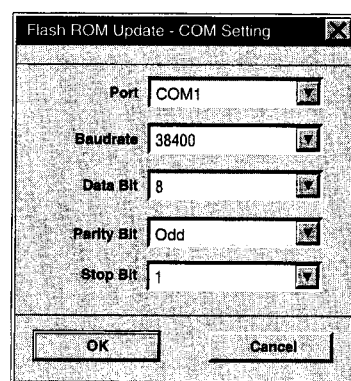 Flash ROM Update - COM Setting
Port COM1
Baudrate 38400
Data Bit 8
Parity Bit Odd
Stop Bit 1
OK Cancel